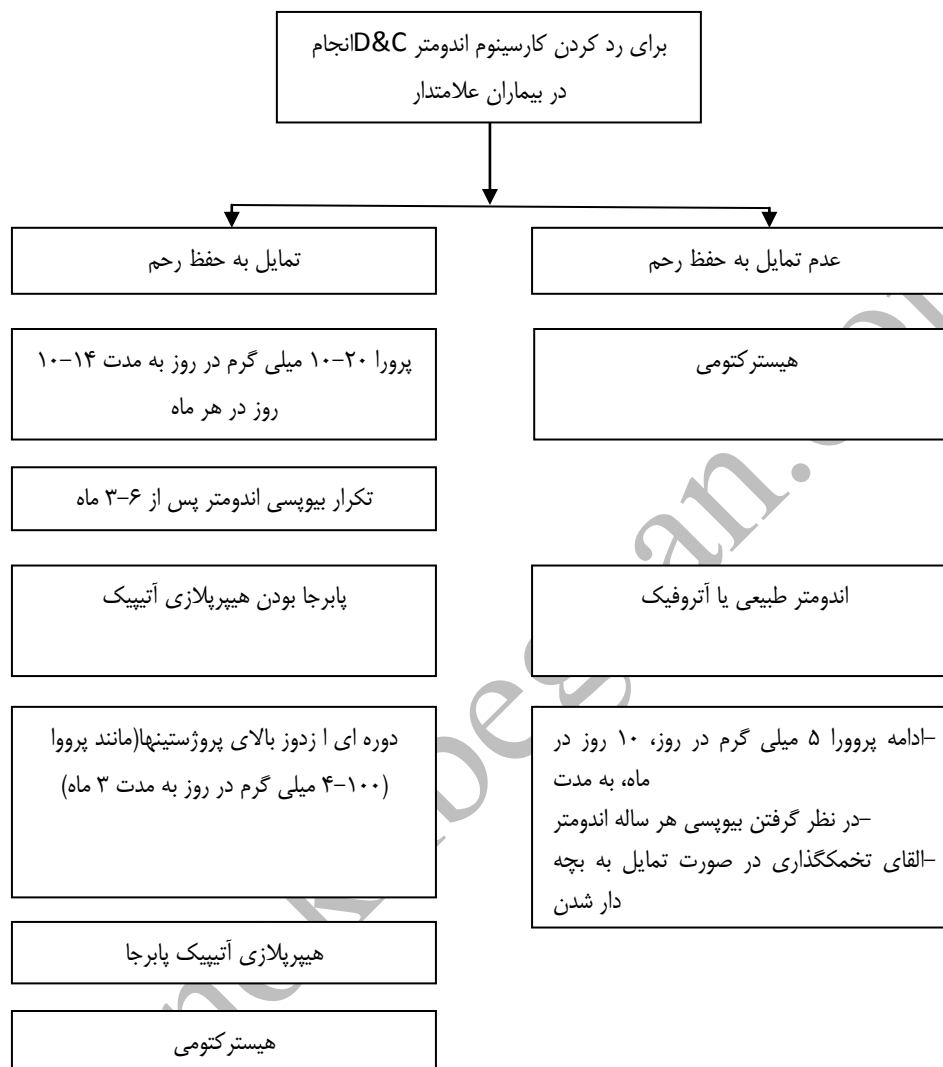 برای رد کردن کارسینوم اندومتر D&Cانجام
در بیماران علامتدار
تمایل به حفظ رحم
عدم تمایل به حفظ رحم
پرورا ۲۰-۱۰ میلی گرم در روز به مدت ۱۴-۱۰
روز در هر ماه
هیسترکتومی
تکرار بیوپسی اندومتر پس از ۶-۳ ماه
پابرجا بودن هیپرپلازی آتیپیک
اندومتر طبیعی یا آتروفیک
دوره ای ا زدوز بالای پروژستینها(مانند پرووا
(۱۰۰-۴ میلی گرم در روز به مدت ۳ ماه)
-ادامه پروورا ۵ میلی گرم در روز، ۱۰ روز در
ماه، به مدت
-در نظر گرفتن بیوپسی هر ساله اندومتر
-القای تخمکگذاری در صورت تمایل به بچه
دار شدن
هیپرپلازی آتیپیک پابرجا
هیسترکتومی